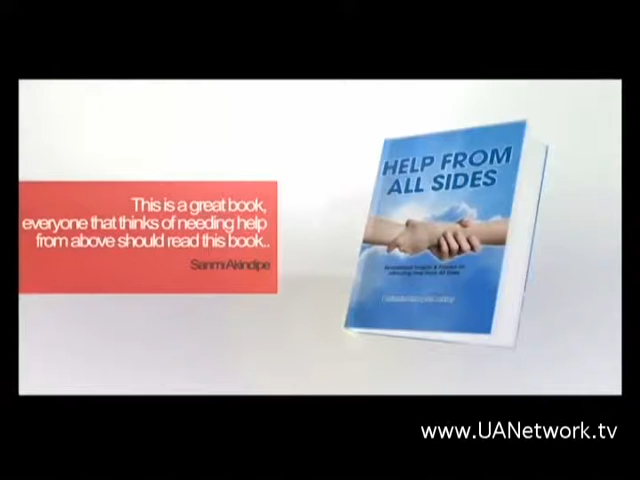 This is a great book,
everyone that thinks of needing help
from above should read this book..
Sanmi Akindipe
HELP FROM
ALL SIDES
www.UANetwork.tv